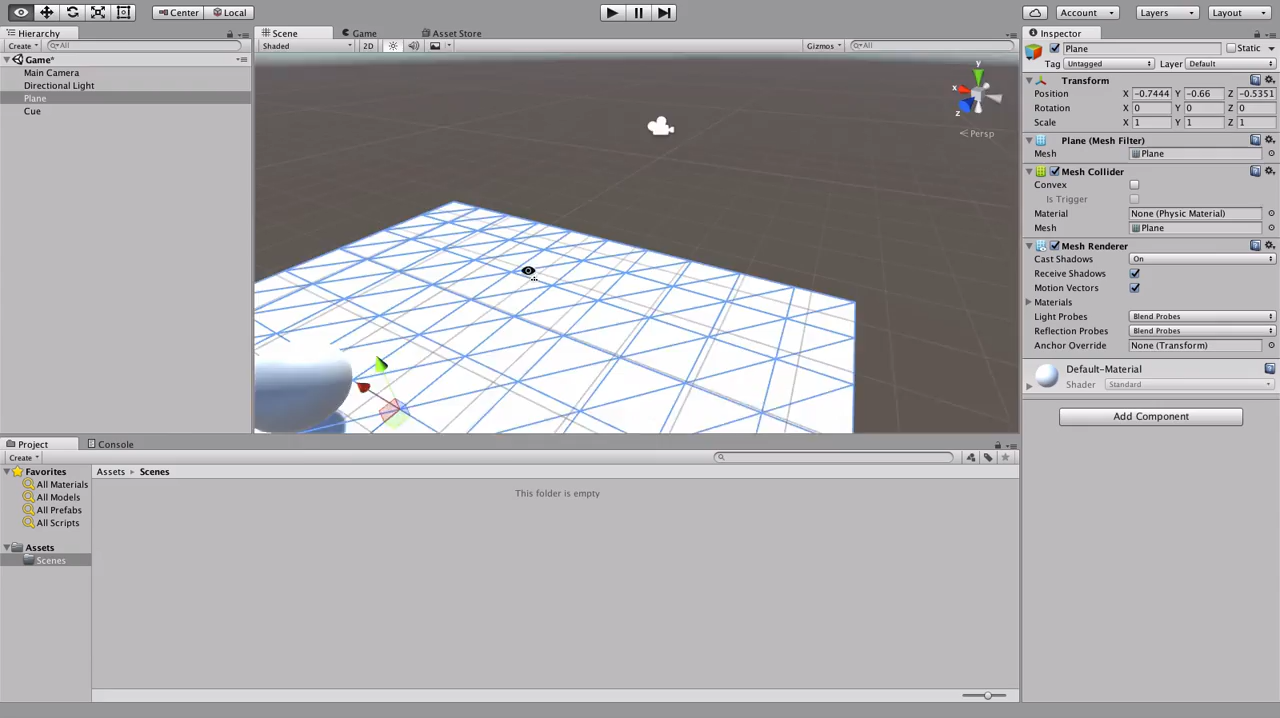 Center Local Account Layers Layout
Hierarchy Scene Game Asset Store Inspector
Create All Shaded 2D Gizmos All Plane Static
Game*
Main Camera
Directional Light
Plane
Cue
y
x
z
Persp
Tag Untagged Layer Default
Transform
Position X -0.7444 Y -0.66 Z -0.5351
Rotation X 0 Y 0 Z 0
Scale X 1 Y 1 Z 1
Plane (Mesh Filter)
Mesh Plane
Mesh Collider
Convex
Is Trigger
Material None (Physic Material)
Mesh Plane
Mesh Renderer
Cast Shadows On
Receive Shadows
Motion Vectors
Materials
Light Probes Blend Probes
Reflection Probes Blend Probes
Anchor Override None (Transform)
Default-Material
Shader Standard
Add Component
Project Console
Create
Favorites
All Materials
All Models
All Prefabs
All Scripts
Assets
Scenes
Assets Scenes
This folder is empty